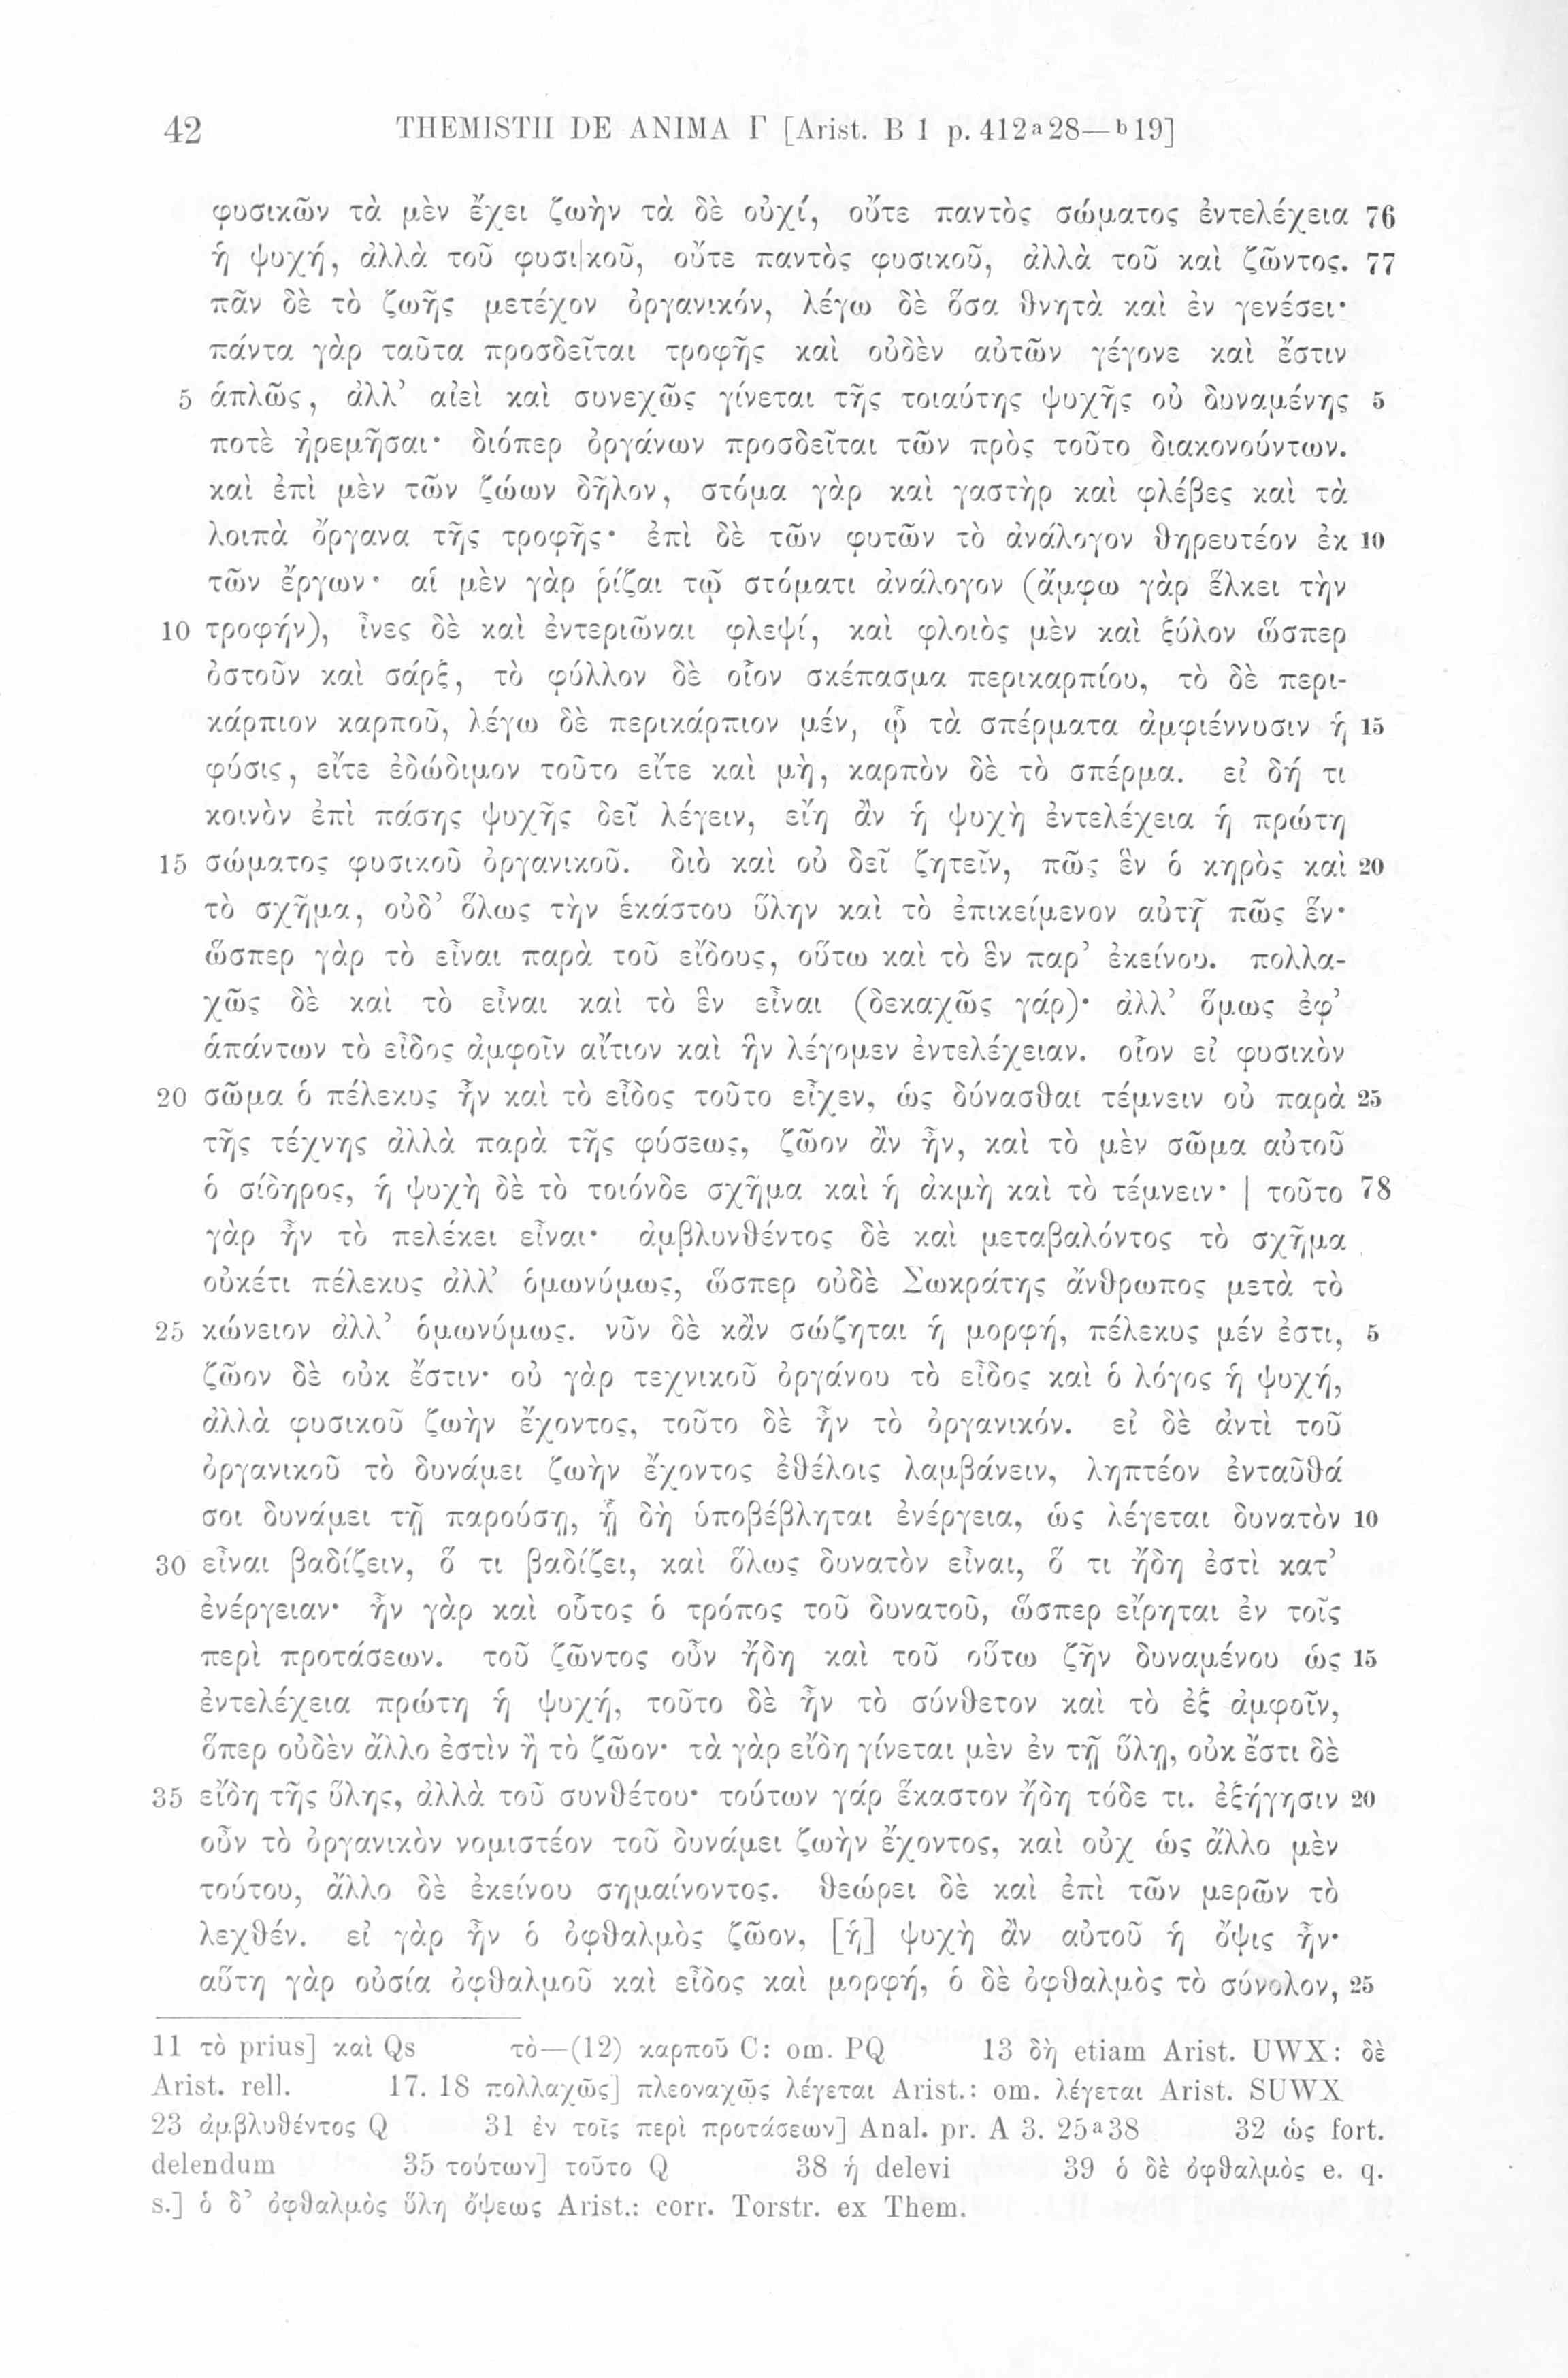 42 THEMISTII DE ANIMA Γ [Arist. B 1 p. 412ª28—ᵇ19]
φυσικῶν τὰ μὲν ἔχει ζωὴν τὰ δὲ οὐχί, οὔτε παντὸς σώματος ἐντελέχεια 76
ἡ ψυχή, ἀλλὰ τοῦ φυσι|κοῦ, οὔτε παντὸς φυσικοῦ, ἀλλὰ τοῦ καὶ ζῶντος. 77
πᾶν δὲ τὸ ζωῆς μετέχον ὀργανικόν, λέγω δὲ ὅσα θνητὰ καὶ ἐν γενέσει·
πάντα γὰρ ταῦτα προσδεῖται τροφῆς καὶ οὐδὲν αὐτῶν γέγονε καὶ ἔστιν
5 ἁπλῶς, ἀλλ’ αἰεὶ καὶ συνεχῶς γίνεται τῆς τοιαύτης ψυχῆς οὐ δυναμένης 5
ποτὲ ἠρεμῆσαι· διόπερ ὀργάνων προσδεῖται τῶν πρὸς τοῦτο διακονούντων.
καὶ ἐπὶ μὲν τῶν ζώων δῆλον, στόμα γὰρ καὶ γαστὴρ καὶ φλέβες καὶ τὰ
λοιπὰ ὄργανα τῆς τροφῆς· ἐπὶ δὲ τῶν φυτῶν τὸ ἀνάλογον θηρευτέον ἐκ 10
τῶν ἔργων· αἱ μὲν γὰρ ῥίζαι τῷ στόματι ἀνάλογον (ἄμφω γὰρ ἕλκει τὴν
10 τροφήν), ἶνες δὲ καὶ ἐντεριῶναι φλεψί, καὶ φλοιὸς μὲν καὶ ξύλον ὥσπερ
ὀστοῦν καὶ σάρξ, τὸ φύλλον δὲ οἷον σκέπασμα περικαρπίου, τὸ δὲ περι-
κάρπιον καρποῦ, λέγω δὲ περικάρπιον μέν, ᾧ τὰ σπέρματα ἀμφιέννυσιν ἡ 15
φύσις, εἴτε ἐδώδιμον τοῦτο εἴτε καὶ μὴ, καρπὸν δὲ τὸ σπέρμα. εἰ δή τι
κοινὸν ἐπὶ πάσης ψυχῆς δεῖ λέγειν, εἴη ἂν ἡ ψυχὴ ἐντελέχεια ἡ πρώτη
15 σώματος φυσικοῦ ὀργανικοῦ. διὸ καὶ οὐ δεῖ ζητεῖν, πῶς ἓν ὁ κηρὸς καὶ 20
τὸ σχῆμα, οὐδ’ ὅλως τὴν ἑκάστου ὕλην καὶ τὸ ἐπικείμενον αὐτῇ πῶς ἕν·
ὥσπερ γὰρ τὸ εἶναι παρὰ τοῦ εἴδους, οὕτω καὶ τὸ ἓν παρ’ ἐκείνου. πολλα-
χῶς δὲ καὶ τὸ εἶναι καὶ τὸ ἓν εἶναι (δεκαχῶς γάρ)· ἀλλ’ ὅμως ἐφ’
ἁπάντων τὸ εἶδος ἀμφοῖν αἴτιον καὶ ἣν λέγομεν ἐντελέχειαν. οἷον εἰ φυσικὸν
20 σῶμα ὁ πέλεκυς ἦν καὶ τὸ εἶδος τοῦτο εἶχεν, ὡς δύνασθαι τέμνειν οὐ παρὰ 25
τῆς τέχνης ἀλλὰ παρὰ τῆς φύσεως, ζῶον ἂν ἦν, καὶ τὸ μὲν σῶμα αὐτοῦ
ὁ σίδηρος, ἡ ψυχὴ δὲ τὸ τοιόνδε σχῆμα καὶ ἡ ἀκμὴ καὶ τὸ τέμνειν· | τοῦτο 78
γὰρ ἦν τὸ πελέκει εἶναι· ἀμβλυνθέντος δὲ καὶ μεταβαλόντος τὸ σχῆμα
οὐκέτι πέλεκυς ἀλλ’ ὁμωνύμως, ὥσπερ οὐδὲ Σωκράτης ἄνθρωπος μετὰ τὸ
25 κώνειον ἀλλ’ ὁμωνύμως. νῦν δὲ κἂν σώζηται ἡ μορφή, πέλεκυς μέν ἐστι, 5
ζῶον δὲ οὐκ ἔστιν· οὐ γὰρ τεχνικοῦ ὀργάνου τὸ εἶδος καὶ ὁ λόγος ἡ ψυχή,
ἀλλὰ φυσικοῦ ζωὴν ἔχοντος, τοῦτο δὲ ἦν τὸ ὀργανικόν. εἰ δὲ ἀντὶ τοῦ
ὀργανικοῦ τὸ δυνάμει ζωὴν ἔχοντος ἐθέλοις λαμβάνειν, ληπτέον ἐνταῦθά
σοι δυνάμει τῇ παρούσῃ, ᾗ δὴ ὑποβέβληται ἐνέργεια, ὡς λέγεται δυνατὸν 10
30 εἶναι βαδίζειν, ὅ τι βαδίζει, καὶ ὅλως δυνατὸν εἶναι, ὅ τι ἤδη ἐστὶ κατ’
ἐνέργειαν· ἦν γὰρ καὶ οὗτος ὁ τρόπος τοῦ δυνατοῦ, ὥσπερ εἴρηται ἐν τοῖς
περὶ προτάσεων. τοῦ ζῶντος οὖν ἤδη καὶ τοῦ οὕτω ζῆν δυναμένου ὡς 15
ἐντελέχεια πρώτη ἡ ψυχή, τοῦτο δὲ ἦν τὸ σύνθετον καὶ τὸ ἐξ ἀμφοῖν,
ὅπερ οὐδὲν ἄλλο ἐστὶν ἢ τὸ ζῶον· τὰ γὰρ εἴδη γίνεται μὲν ἐν τῇ ὕλῃ, οὐκ ἔστι δὲ
35 εἴδη τῆς ὕλης, ἀλλὰ τοῦ συνθέτου· τούτων γάρ ἕκαστον ἤδη τόδε τι. ἐξήγησιν 20
οὖν τὸ ὀργανικὸν νομιστέον τοῦ δυνάμει ζωὴν ἔχοντος, καὶ οὐχ ὡς ἄλλο μὲν
τούτου, ἄλλο δὲ ἐκείνου σημαίνοντος. θεώρει δὲ καὶ ἐπὶ τῶν μερῶν τὸ
λεχθέν. εἰ γὰρ ἦν ὁ ὀφθαλμὸς ζῶον, [ἡ] ψυχὴ ἂν αὐτοῦ ἡ ὄψις ἦν·
αὕτη γὰρ οὐσία ὀφθαλμοῦ καὶ εἶδος καὶ μορφή, ὁ δὲ ὀφθαλμὸς τὸ σύνολον, 25
11 τὸ prius] καὶ Qs τὸ—(12) καρποῦ C: om. PQ 13 δὴ etiam Arist. UWX: δὲ
Arist. rell. 17. 18 πολλαχῶς] πλεοναχῶς λέγεται Arist.: om. λέγεται Arist. SUWX
23 ἀμβλυθέντος Q 31 ἐν τοῖς περὶ προτάσεων] Anal. pr. A 3. 25ª38 32 ὡς fort.
delendum 35 τούτων] τοῦτο Q 38 ἡ delevi 39 ὁ δὲ ὀφθαλμὸς e. q.
s.] ὁ δ’ ὀφθαλμὸς ὕλη ὄψεως Arist.: corr. Torstr. ex Them.